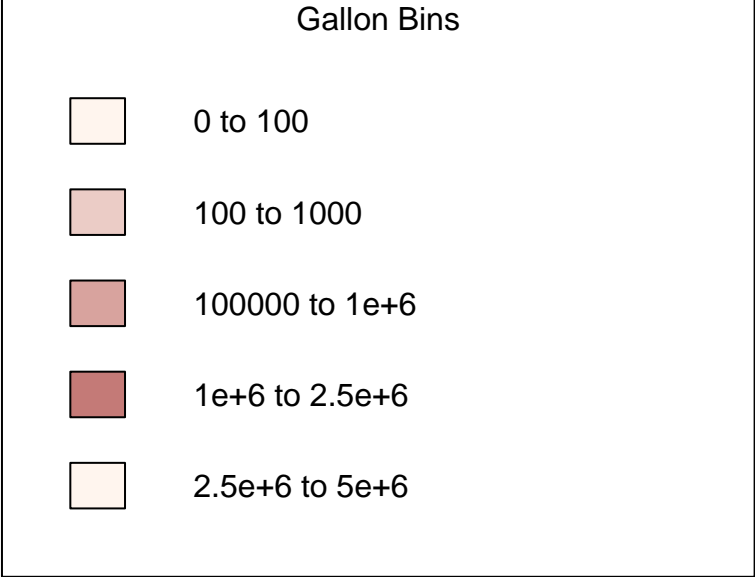 Gallon Bins
0 to 100
100 to 1000
100000 to 1e+6
1e+6 to 2.5e+6
2.5e+6 to 5e+6